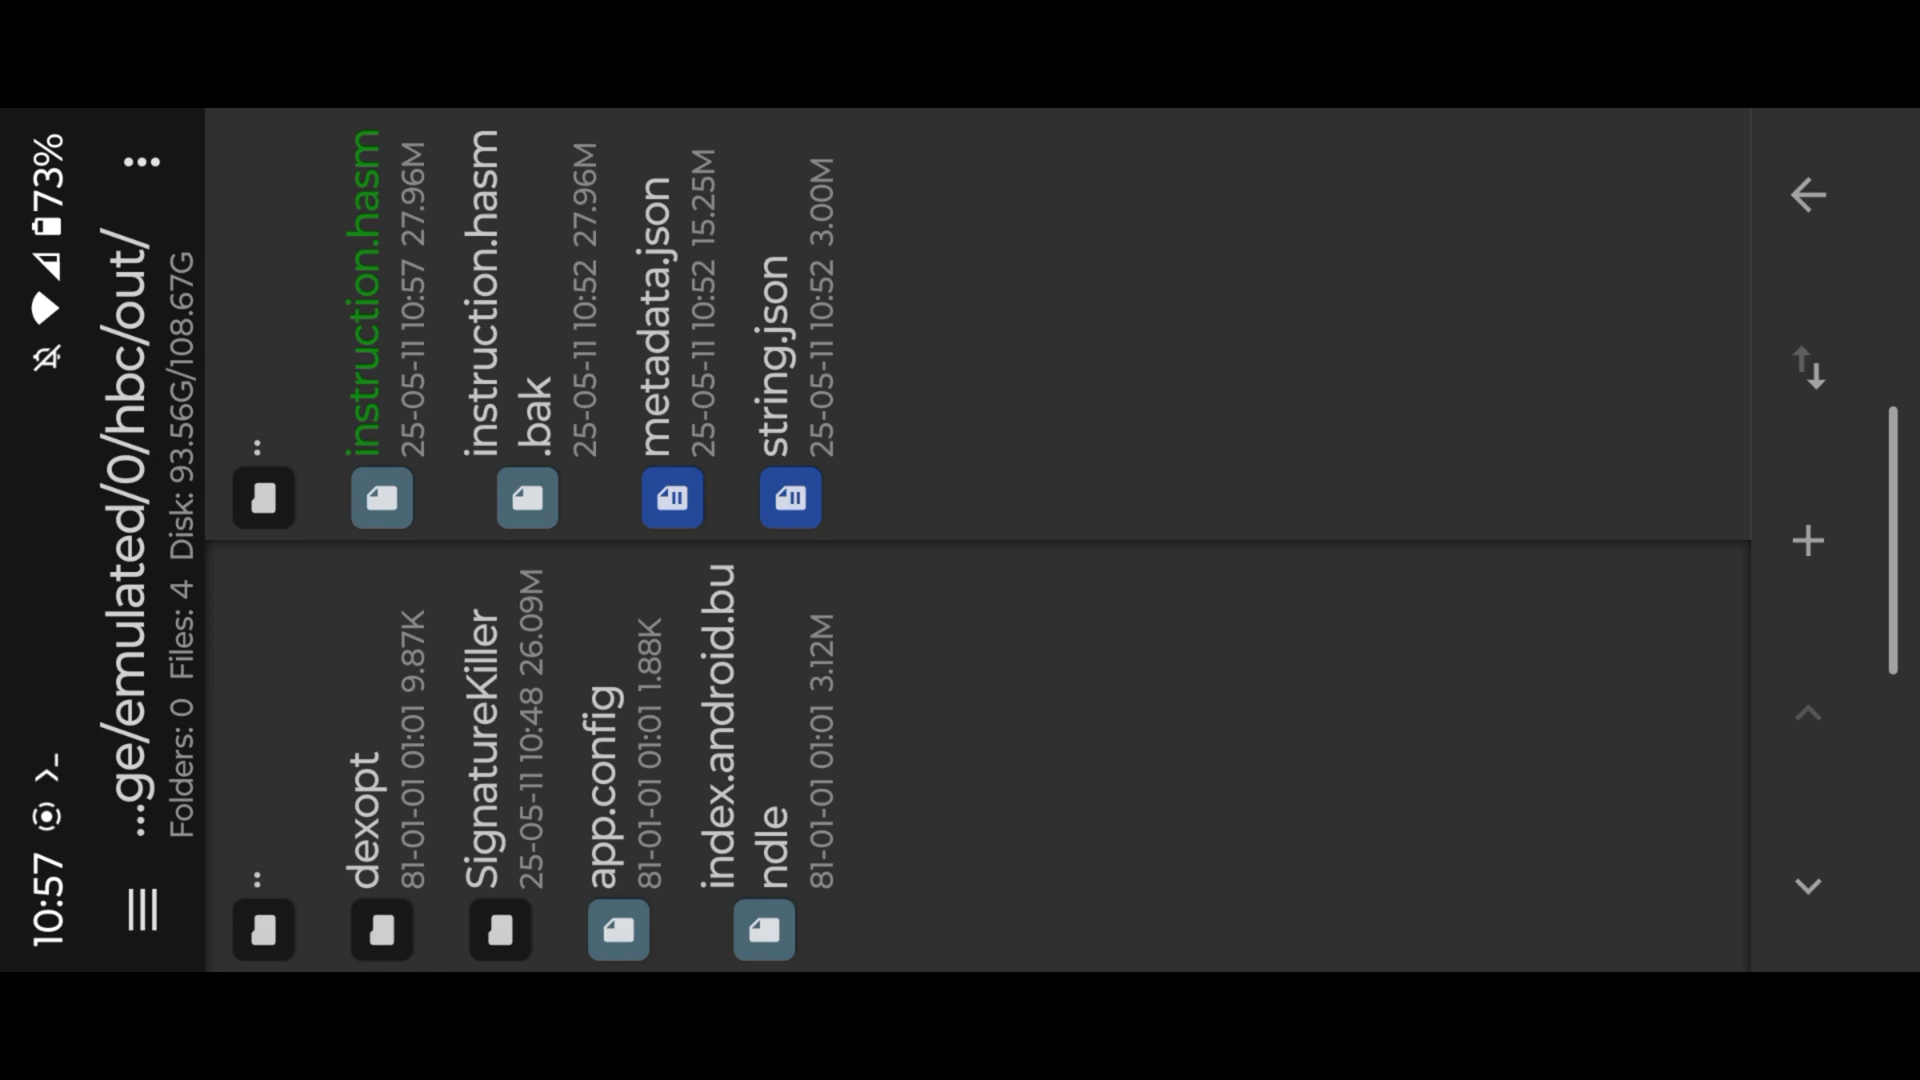 10:57 73%
...ge/emulated/0/hbc/out/
Folders: 0 Files: 4 Disk: 93.56G/108.67G
..
dexopt
81-01-01 01:01 9.87K
SignatureKiller
25-05-11 10:48 26.09M
app.config
81-01-01 01:01 1.88K
index.android.bu
ndle
81-01-01 01:01 3.12M
..
instruction.hasm
25-05-11 10:57 27.96M
instruction.hasm
.bak
25-05-11 10:52 27.96M
metadata.json
25-05-11 10:52 15.25M
string.json
25-05-11 10:52 3.00M